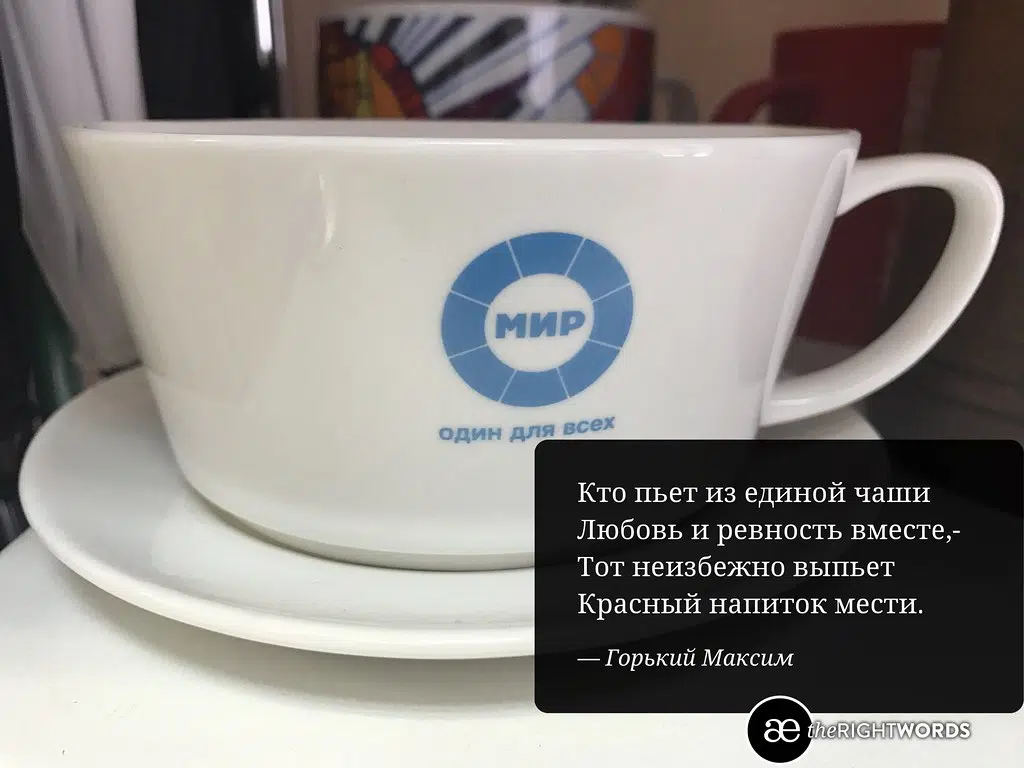 МИР
один для всех
Кто пьет из единой чаши
Любовь и ревность вместе,-
Тот неизбежно выпьет
Красный напиток мести.
— Горький Максим
æ theRIGHTWORDS